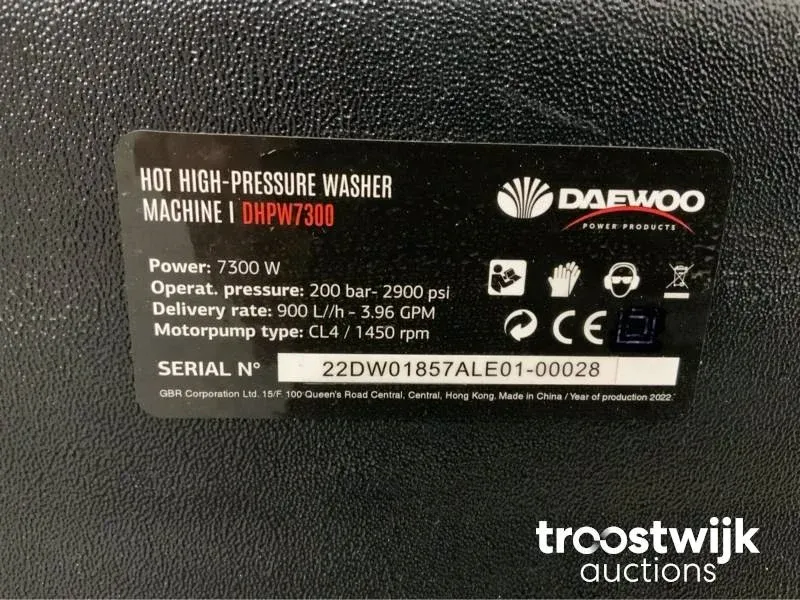 HOT HIGH-PRESSURE WASHER
MACHINE | DHPW7300
DAEWOO
POWER PRODUCTS
Power: 7300 W
Operat. pressure: 200 bar- 2900 psi
Delivery rate: 900 L//h - 3.96 GPM
Motorpump type: CL4 / 1450 rpm
CE
SERIAL N° 22DW01857ALE01-00028
GBR Corporation Ltd. 15/F. 100 Queen's Road Central, Central, Hong Kong. Made in China / Year of production 2022.
troostwijk
auctions